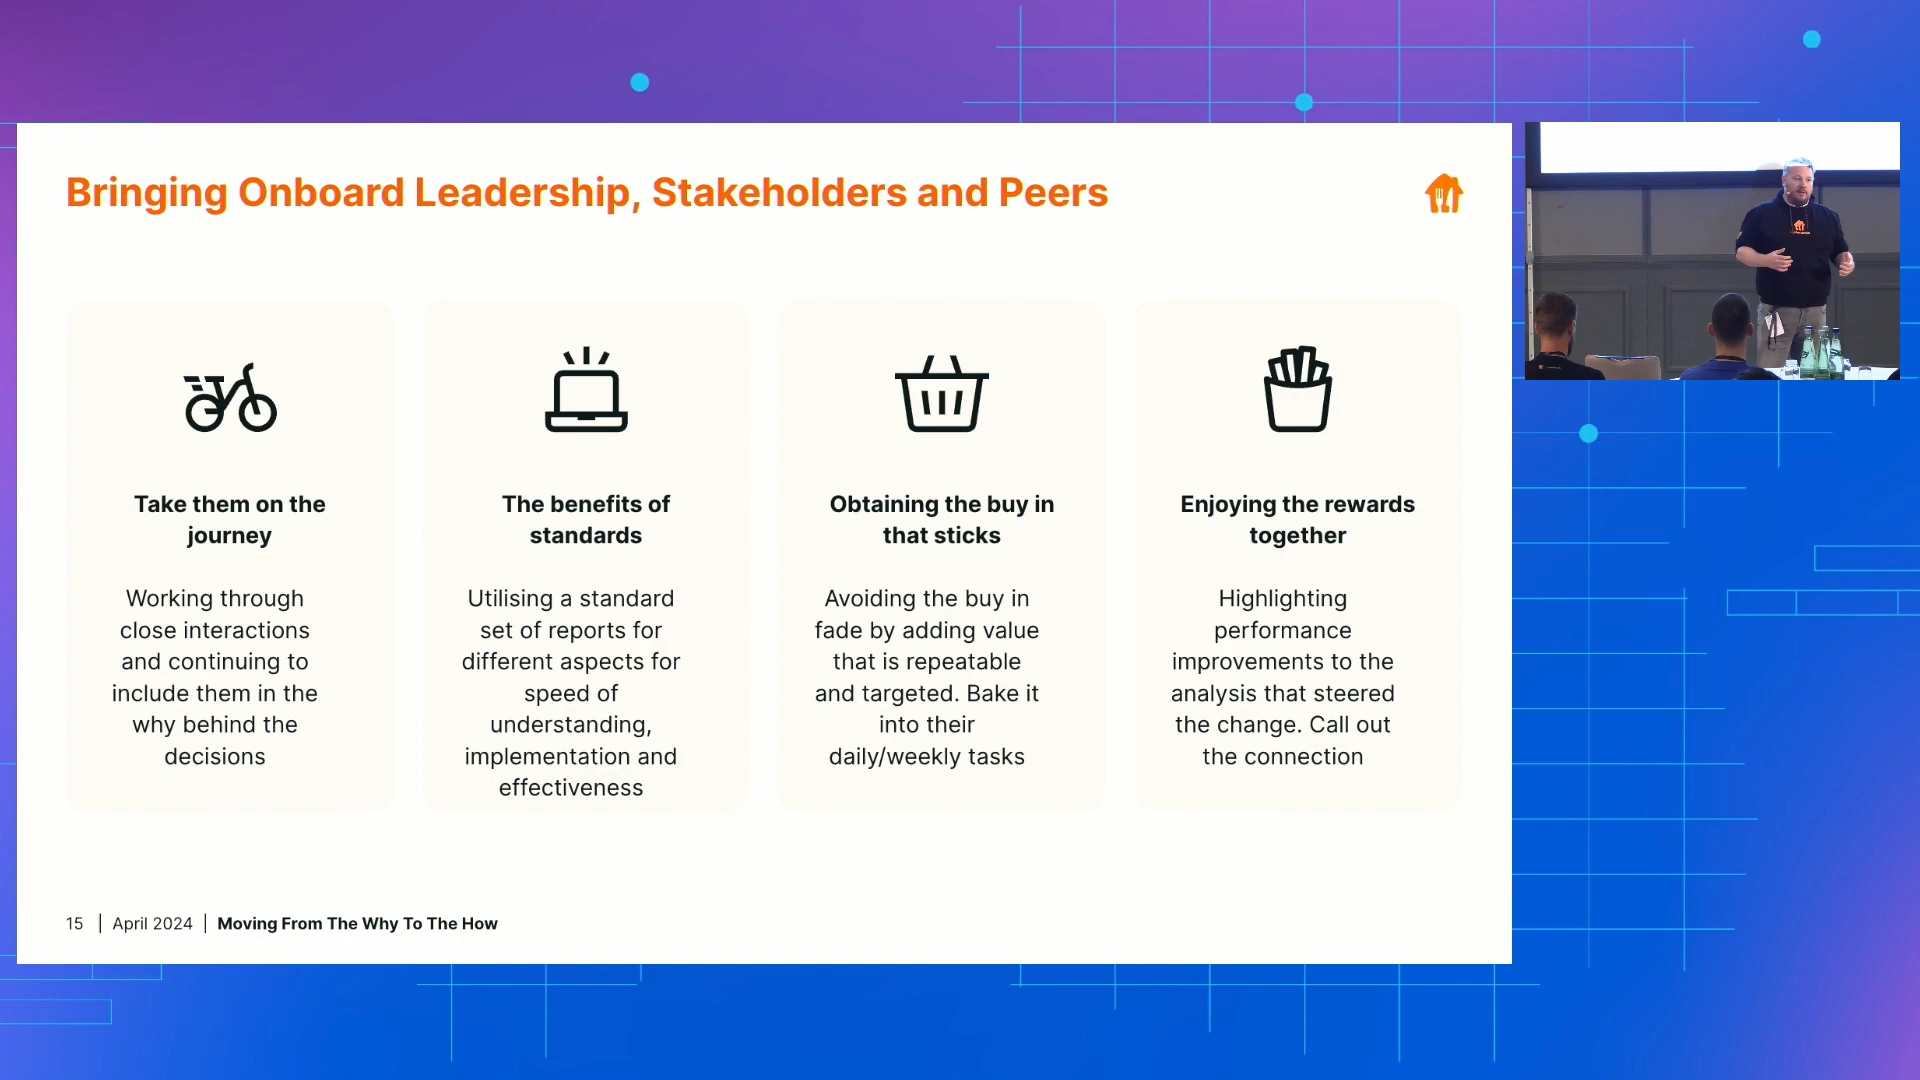 Bringing Onboard Leadership, Stakeholders and Peers
Take them on the
journey
Working through
close interactions
and continuing to
include them in the
why behind the
decisions
The benefits of
standards
Utilising a standard
set of reports for
different aspects for
speed of
understanding,
implementation and
effectiveness
Obtaining the buy in
that sticks
Avoiding the buy in
fade by adding value
that is repeatable
and targeted. Bake it
into their
daily/weekly tasks
Enjoying the rewards
together
Highlighting
performance
improvements to the
analysis that steered
the change. Call out
the connection
15 | April 2024 | Moving From The Why To The How